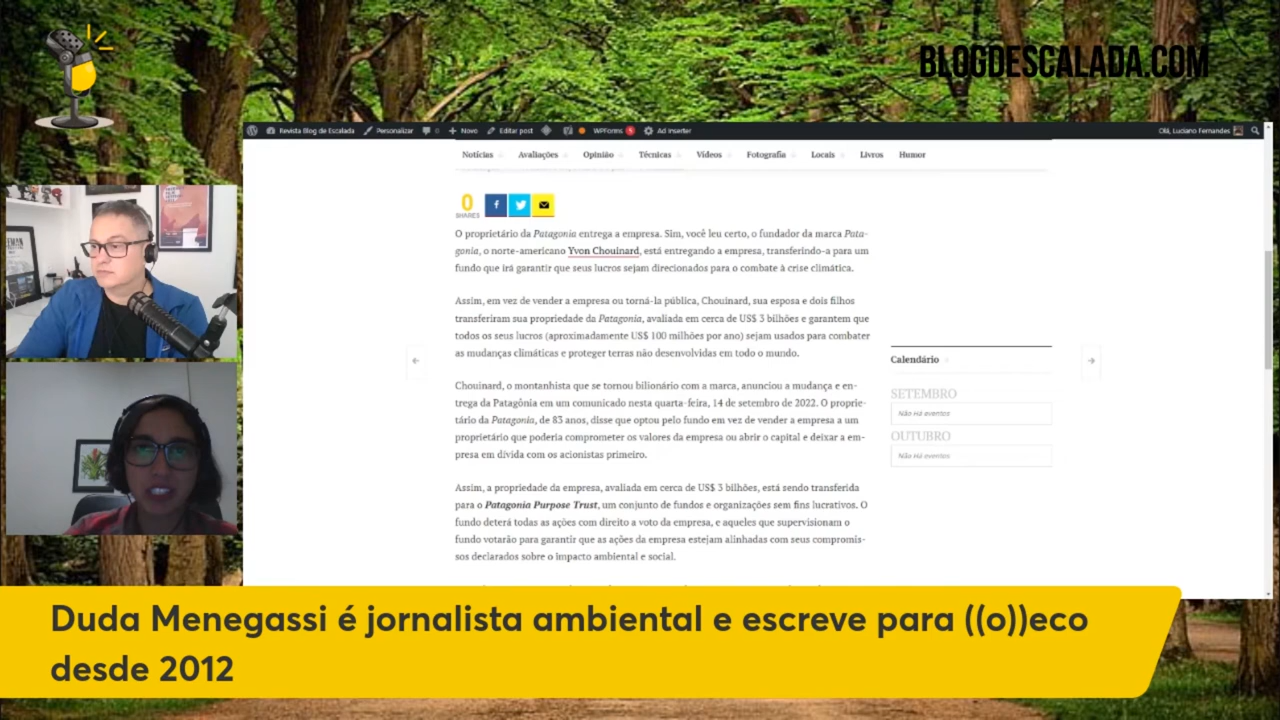 BLOGDESCALADA.COM
Revista Blog de Escalada Personalizar 0 Novo Editar post WPForms 5 Ad Inserter Olá, Luciano Fernandes
Notícias Avaliações Opinião Técnicas Vídeos Fotografia Locais Livros Humor
0
SHARES
O proprietário da Patagonia entrega a empresa. Sim, você leu certo, o fundador da marca Pata-
gonia, o norte-americano Yvon Chouinard, está entregando a empresa, transferindo-a para um
fundo que irá garantir que seus lucros sejam direcionados para o combate à crise climática.
Assim, em vez de vender a empresa ou torná-la pública, Chouinard, sua esposa e dois filhos
transferiram sua propriedade da Patagonia, avaliada em cerca de US$ 3 bilhões e garantem que
todos os seus lucros (aproximadamente US$ 100 milhões por ano) sejam usados para combater
as mudanças climáticas e proteger terras não desenvolvidas em todo o mundo.
Chouinard, o montanhista que se tornou bilionário com a marca, anunciou a mudança e en-
trega da Patagônia em um comunicado nesta quarta-feira, 14 de setembro de 2022. O proprie-
tário da Patagonia, de 83 anos, disse que optou pelo fundo em vez de vender a empresa a um
proprietário que poderia comprometer os valores da empresa ou abrir o capital e deixar a em-
presa em dívida com os acionistas primeiro.
Assim, a propriedade da empresa, avaliada em cerca de US$ 3 bilhões, está sendo transferida
para o Patagonia Purpose Trust, um conjunto de fundos e organizações sem fins lucrativos. O
fundo deterá todas as ações com direito a voto da empresa, e aqueles que supervisionam o
fundo votarão para garantir que as ações da empresa estejam alinhadas com seus compromis-
sos declarados sobre o impacto ambiental e social.
Calendário
SETEMBRO
Não Há eventos
OUTUBRO
Não Há eventos
Duda Menegassi é jornalista ambiental e escreve para ((o))eco
desde 2012